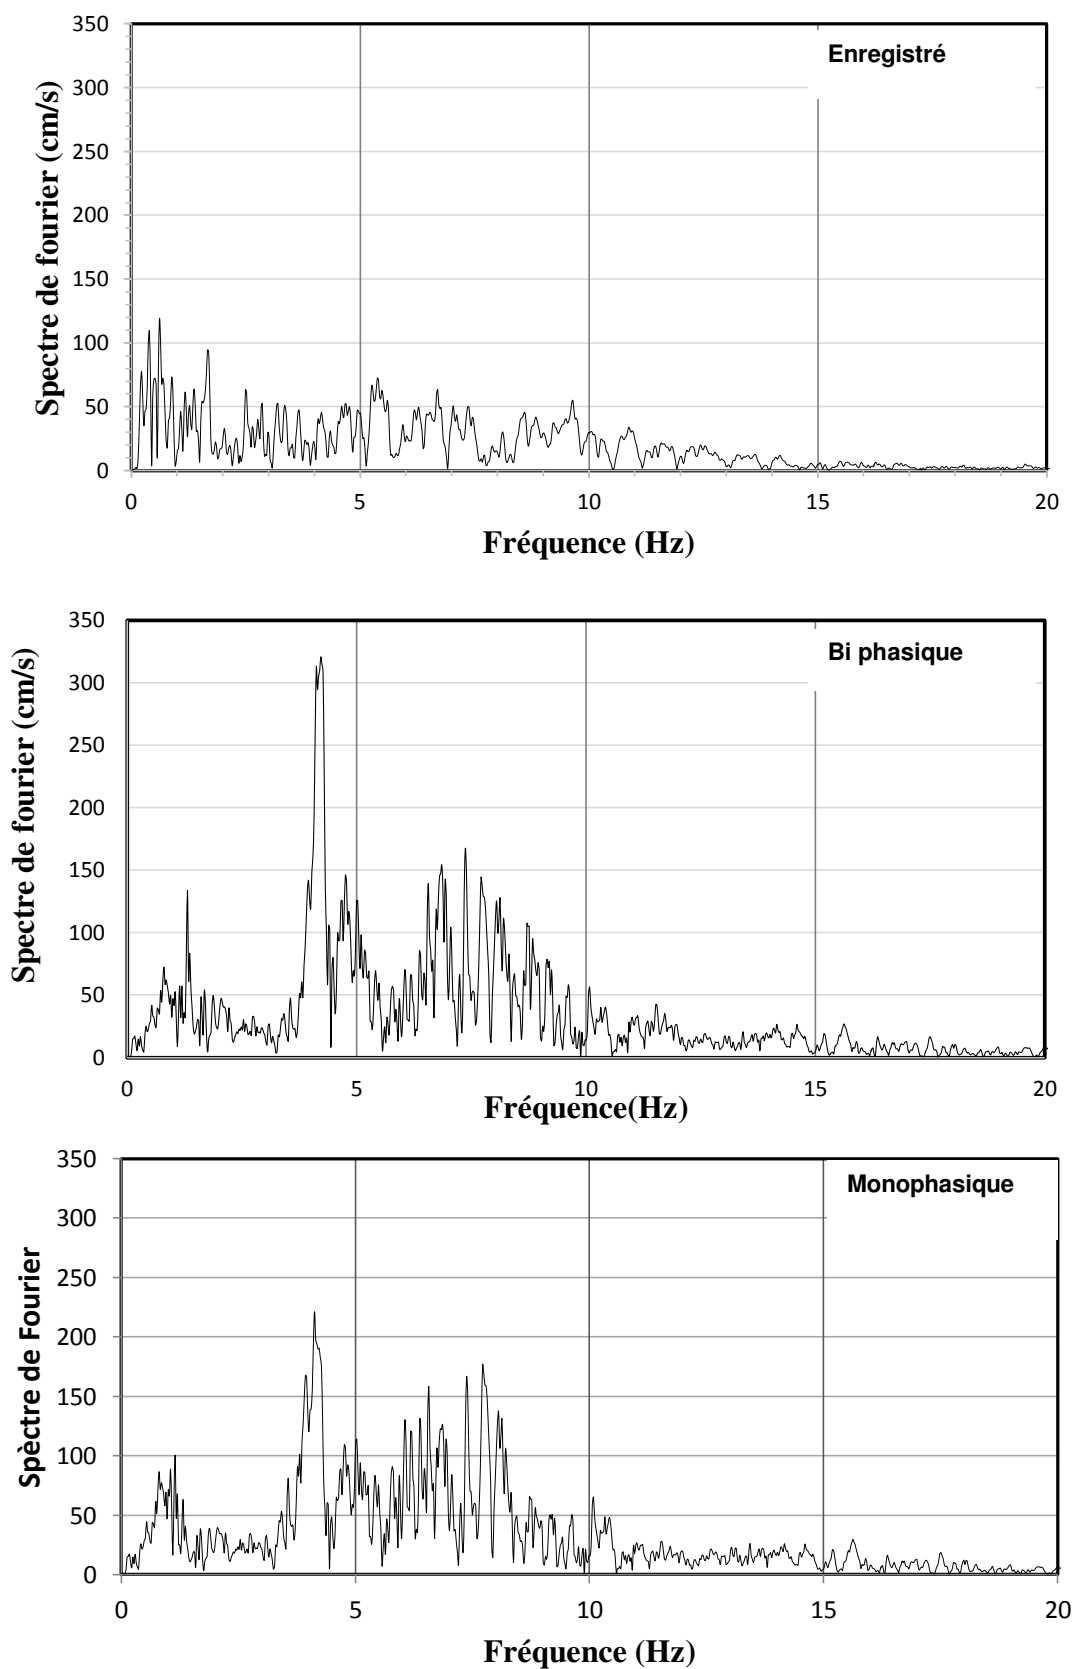 Enregistré
Spectre de fourier (cm/s)
350
300
250
200
150
100
50
0
0 5 10 15 20
Fréquence (Hz)
Bi phasique
Spectre de fourier (cm/s)
350
300
250
200
150
100
50
0
0 5 10 15 20
Fréquence(Hz)
Monophasique
Spèctre de Fourier
350
300
250
200
150
100
50
0
0 5 10 15 20
Fréquence (Hz)